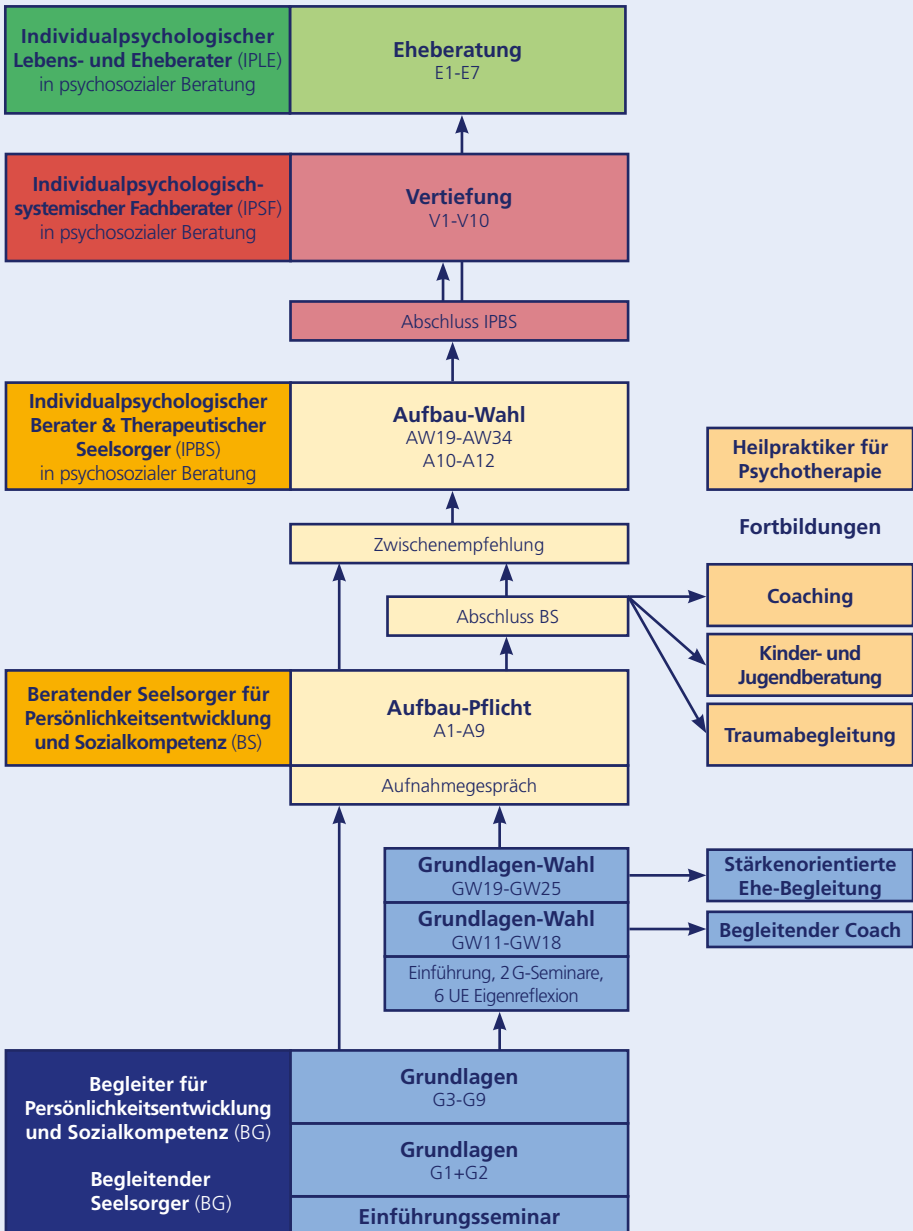 Individualpsychologischer
Lebens- und Eheberater (IPLE)
in psychosozialer Beratung
Eheberatung
E1-E7
Individualpsychologisch-
systemischer Fachberater (IPSF)
in psychosozialer Beratung
Vertiefung
V1-V10
Abschluss IPBS
Individualpsychologischer
Berater & Therapeutischer
Seelsorger (IPBS)
in psychosozialer Beratung
Aufbau-Wahl
AW19-AW34
A10-A12
Heilpraktiker für
Psychotherapie
Fortbildungen
Zwischenempfehlung
Abschluss BS
Coaching
Kinder- und
Jugendberatung
Traumabegleitung
Beratender Seelsorger für
Persönlichkeitsentwicklung
und Sozialkompetenz (BS)
Aufbau-Pflicht
A1-A9
Aufnahmegespräch
Grundlagen-Wahl
GW19-GW25
Stärkenorientierte
Ehe-Begleitung
Grundlagen-Wahl
GW11-GW18
Begleitender Coach
Einführung, 2 G-Seminare,
6 UE Eigenreflexion
Begleiter für
Persönlichkeitsentwicklung
und Sozialkompetenz (BG)
Begleitender
Seelsorger (BG)
Grundlagen
G3-G9
Grundlagen
G1+G2
Einführungsseminar